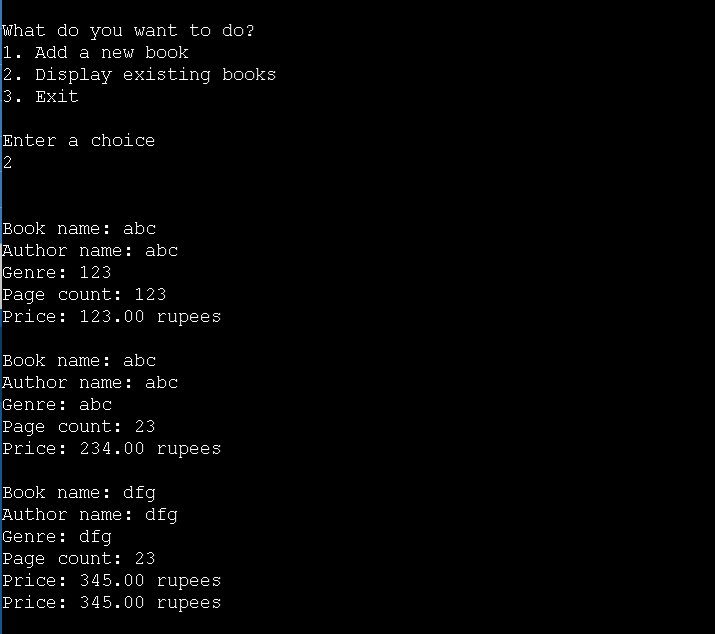 What do you want to do?
1. Add a new book
2. Display existing books
3. Exit
Enter a choice
2
Book name: abc
Author name: abc
Genre: 123
Page count: 123
Price: 123.00 rupees
Book name: abc
Author name: abc
Genre: abc
Page count: 23
Price: 234.00 rupees
Book name: dfg
Author name: dfg
Genre: dfg
Page count: 23
Price: 345.00 rupees
Price: 345.00 rupees